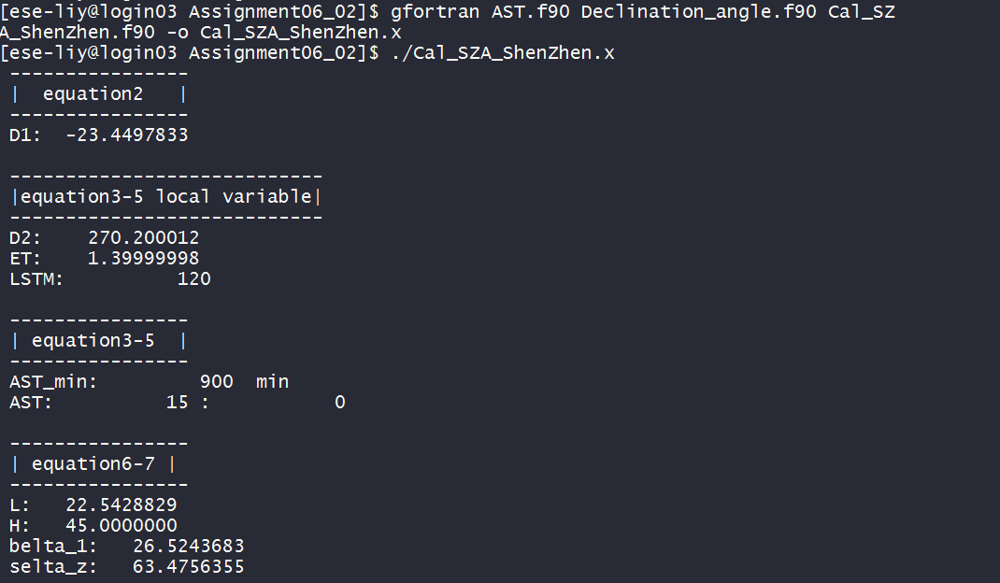 [ese-liy@login03 Assignment06_02]$ gfortran AST.f90 Declination_angle.f90 Cal_SZ
A_ShenZhen.f90 -o Cal_SZA_ShenZhen.x
[ese-liy@login03 Assignment06_02]$ ./Cal_SZA_ShenZhen.x
----------------
|  equation2   |
----------------
D1:  -23.4497833
----------------------------
|equation3-5 local variable|
----------------------------
D2:    270.200012
ET:    1.39999998
LSTM:          120
----------------
| equation3-5  |
----------------
AST_min:         900  min
AST:          15 :           0
----------------
| equation6-7 |
----------------
L:   22.5428829
H:   45.0000000
belta_1:   26.5243683
selta_z:   63.4756355